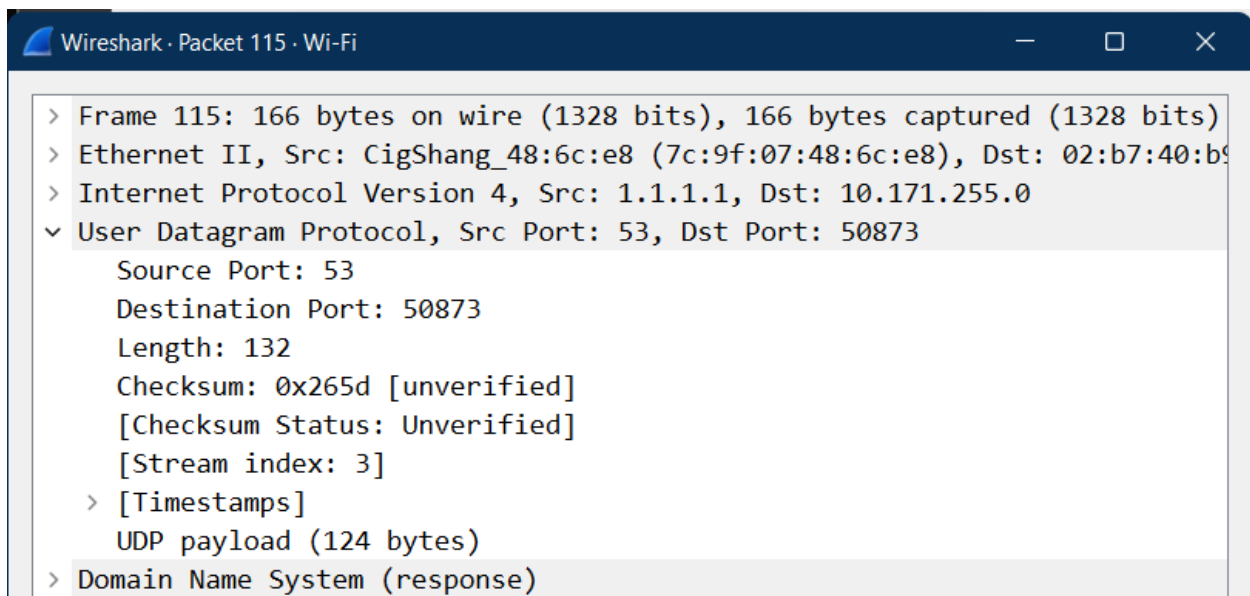 Wireshark · Packet 115 · Wi-Fi
> Frame 115: 166 bytes on wire (1328 bits), 166 bytes captured (1328 bits)
> Ethernet II, Src: CigShang_48:6c:e8 (7c:9f:07:48:6c:e8), Dst: 02:b7:40:b9
> Internet Protocol Version 4, Src: 1.1.1.1, Dst: 10.171.255.0
User Datagram Protocol, Src Port: 53, Dst Port: 50873
Source Port: 53
Destination Port: 50873
Length: 132
Checksum: 0x265d [unverified]
[Checksum Status: Unverified]
[Stream index: 3]
> [Timestamps]
UDP payload (124 bytes)
> Domain Name System (response)